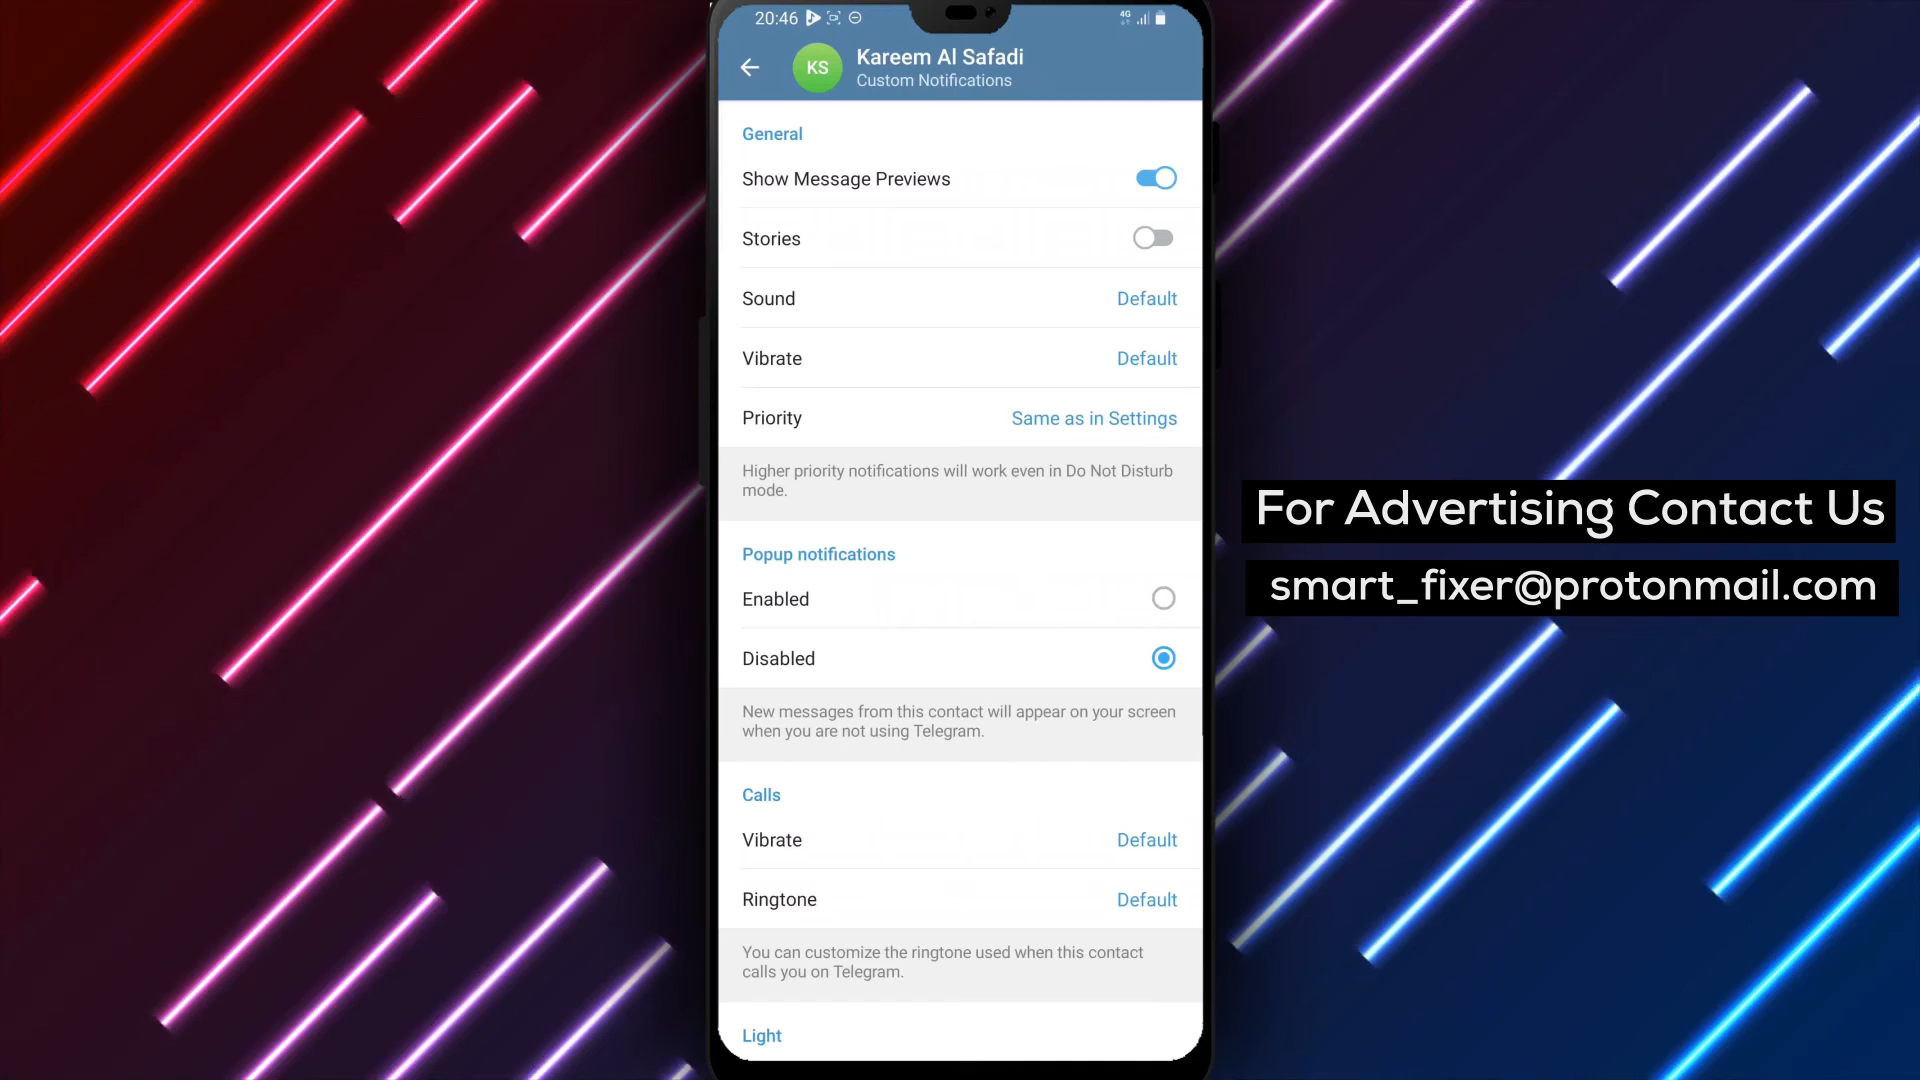 20:46
4G
KS
Kareem Al Safadi
Custom Notifications
General
Show Message Previews
Stories
Sound Default
Vibrate Default
Priority Same as in Settings
Higher priority notifications will work even in Do Not Disturb
mode.
Popup notifications
Enabled
Disabled
New messages from this contact will appear on your screen
when you are not using Telegram.
Calls
Vibrate Default
Ringtone Default
You can customize the ringtone used when this contact
calls you on Telegram.
Light
For Advertising Contact Us
smart_fixer@protonmail.com